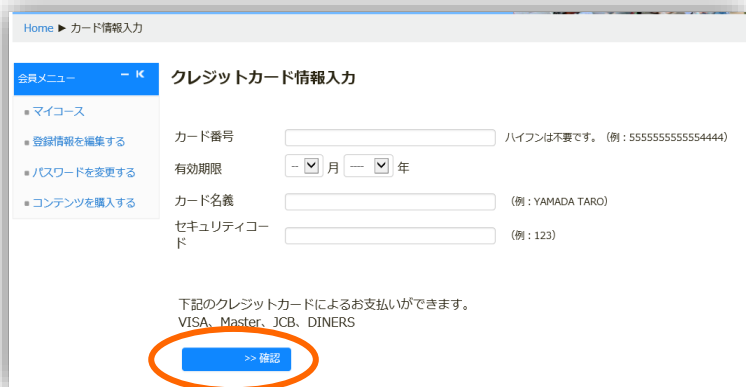 Home ▶ カード情報入力
会員メニュー
クレジットカード情報入力
マイコース
登録情報を編集する
パスワードを変更する
コンテンツを購入する
カード番号 ハイフンは不要です。（例：5555555555554444）
有効期限 -- 月 ---- 年
カード名義 （例：YAMADA TARO）
セキュリティコー
ド （例：123）
下記のクレジットカードによるお支払いができます。
VISA、Master、JCB、DINERS
>> 確認